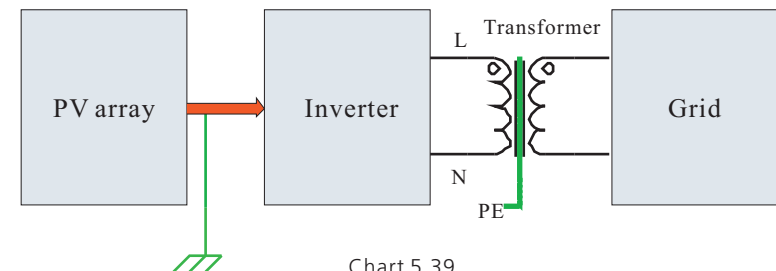 Transformer
L
PV array
Inverter
Grid
N
PE
Chart 5.39